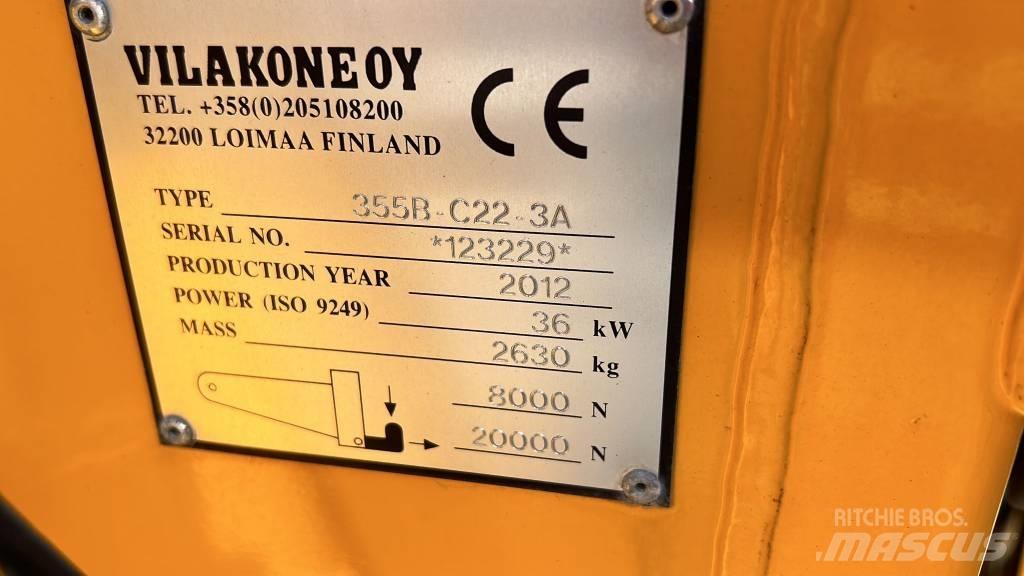 VILAKONE OY
TEL. +358(0)205108200
32200 LOIMAA FINLAND
CE
TYPE 355B-C22-3A
SERIAL NO. *123229*
PRODUCTION YEAR 2012
POWER (ISO 9249) 36 kW
MASS 2630 kg
8000 N
20000 N
RITCHIE BROS.
MASCUS